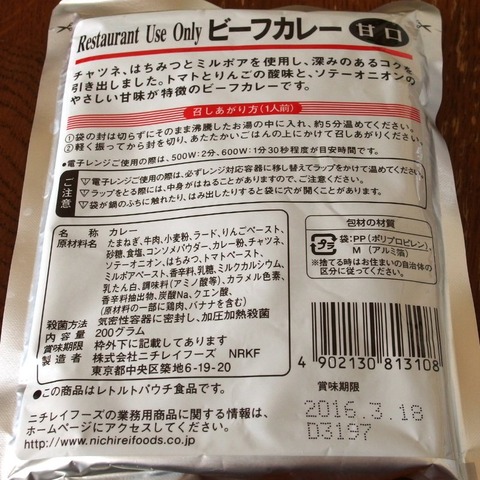 Restaurant Use Only ビーフカレー 甘口
チャツネ、はちみつとミルポアを使用し、深みのあるコクを
引き出しました。トマトとりんごの酸味と、ソテーオニオンの
やさしい甘味が特徴のビーフカレーです。
召しあがり方(1人前)
①袋の封は切らずにそのまま沸騰したお湯の中に入れ、約5分温めてください。
②軽く振ってから封を切り、あたたかいごはんの上にかけて召しあがりください。
●電子レンジご使用の際は、500W:2分、600W:1分30秒程度が目安時間です。
ご注意
⚠電子レンジご使用の際は、必ずレンジ対応容器に移し替えてラップをかけて温めてください。
⚠ラップをとる際には、中身がはねることがありますので、ご注意ください。
⚠袋が鍋のふちに触れたり、はみ出したりすると袋に穴が開くことがあります。
名称 カレー
原材料名 たまねぎ、牛肉、小麦粉、ラード、りんごペースト、
砂糖、食塩、コンソメパウダー、カレー粉、チャツネ、
ソテーオニオン、はちみつ、トマトペースト、
ミルポアペースト、香辛料、乳糖、ミルクカルシウム、
乳たん白、調味料(アミノ酸等)、カラメル色素、
香辛料抽出物、炭酸Na、クエン酸、
(原材料の一部に鶏肉、バナナを含む)
殺菌方法 気密性容器に密封し、加圧加熱殺菌
内容量 200グラム
賞味期限 枠外下に記載してあります
製造者 株式会社ニチレイフーズ NRKF
東京都中央区築地6-19-20
包材の材質
プラ
袋:PP(ポリプロピレン)、
M(アルミ箔)
※捨てる時はお住まいの自治体の
区分に従ってください。
4 902130 813108
●この商品はレトルトパウチ食品です。
賞味期限
2016.3.18
D3197
ニチレイフーズの業務用商品に関する情報は、
ホームページにアクセスしてください。
http://www.nichireifoods.co.jp/